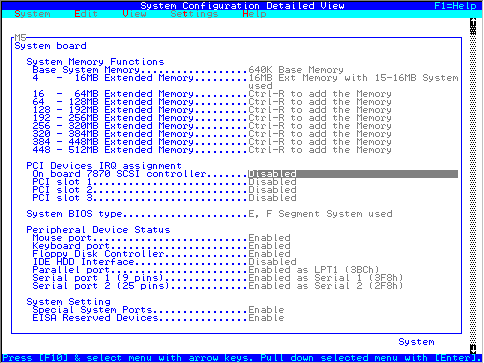 System Configuration Detailed View F1=Help
System Edit View Settings Help
M5
System board
System Memory Functions
Base System Memory.................640K Base Memory
4 - 16MB Extended Memory...........16MB Ext Memory with 15-16MB System
used
16 - 64MB Extended Memory..........Ctrl-R to add the Memory
64 - 128MB Extended Memory.........Ctrl-R to add the Memory
128 - 192MB Extended Memory........Ctrl-R to add the Memory
192 - 256MB Extended Memory........Ctrl-R to add the Memory
256 - 320MB Extended Memory........Ctrl-R to add the Memory
320 - 384MB Extended Memory........Ctrl-R to add the Memory
384 - 448MB Extended Memory........Ctrl-R to add the Memory
448 - 512MB Extended Memory........Ctrl-R to add the Memory
PCI Devices IRQ assignment
On board 7870 SCSI controller......Disabled
PCI slot 1.........................Disabled
PCI slot 2.........................Disabled
PCI slot 3.........................Disabled
System BIOS type....................E, F Segment System used
Peripheral Device Status
Mouse port.........................Enabled
Keyboard port......................Enabled
Floppy Disk Controller.............Enabled
IDE HDD Interface..................Disabled
Parallel port......................Enabled as LPT1 (3BCh)
Serial port 1 (9 pins).............Enabled as Serial 1 (3F8h)
Serial port 2 (25 pins)............Enabled as Serial 2 (2F8h)
System Setting
Special System Ports...............Enable
EISA Reserved Devices..............Enable
System
Press [F10] & select menu with arrow keys. Pull down selected menu with [Enter].